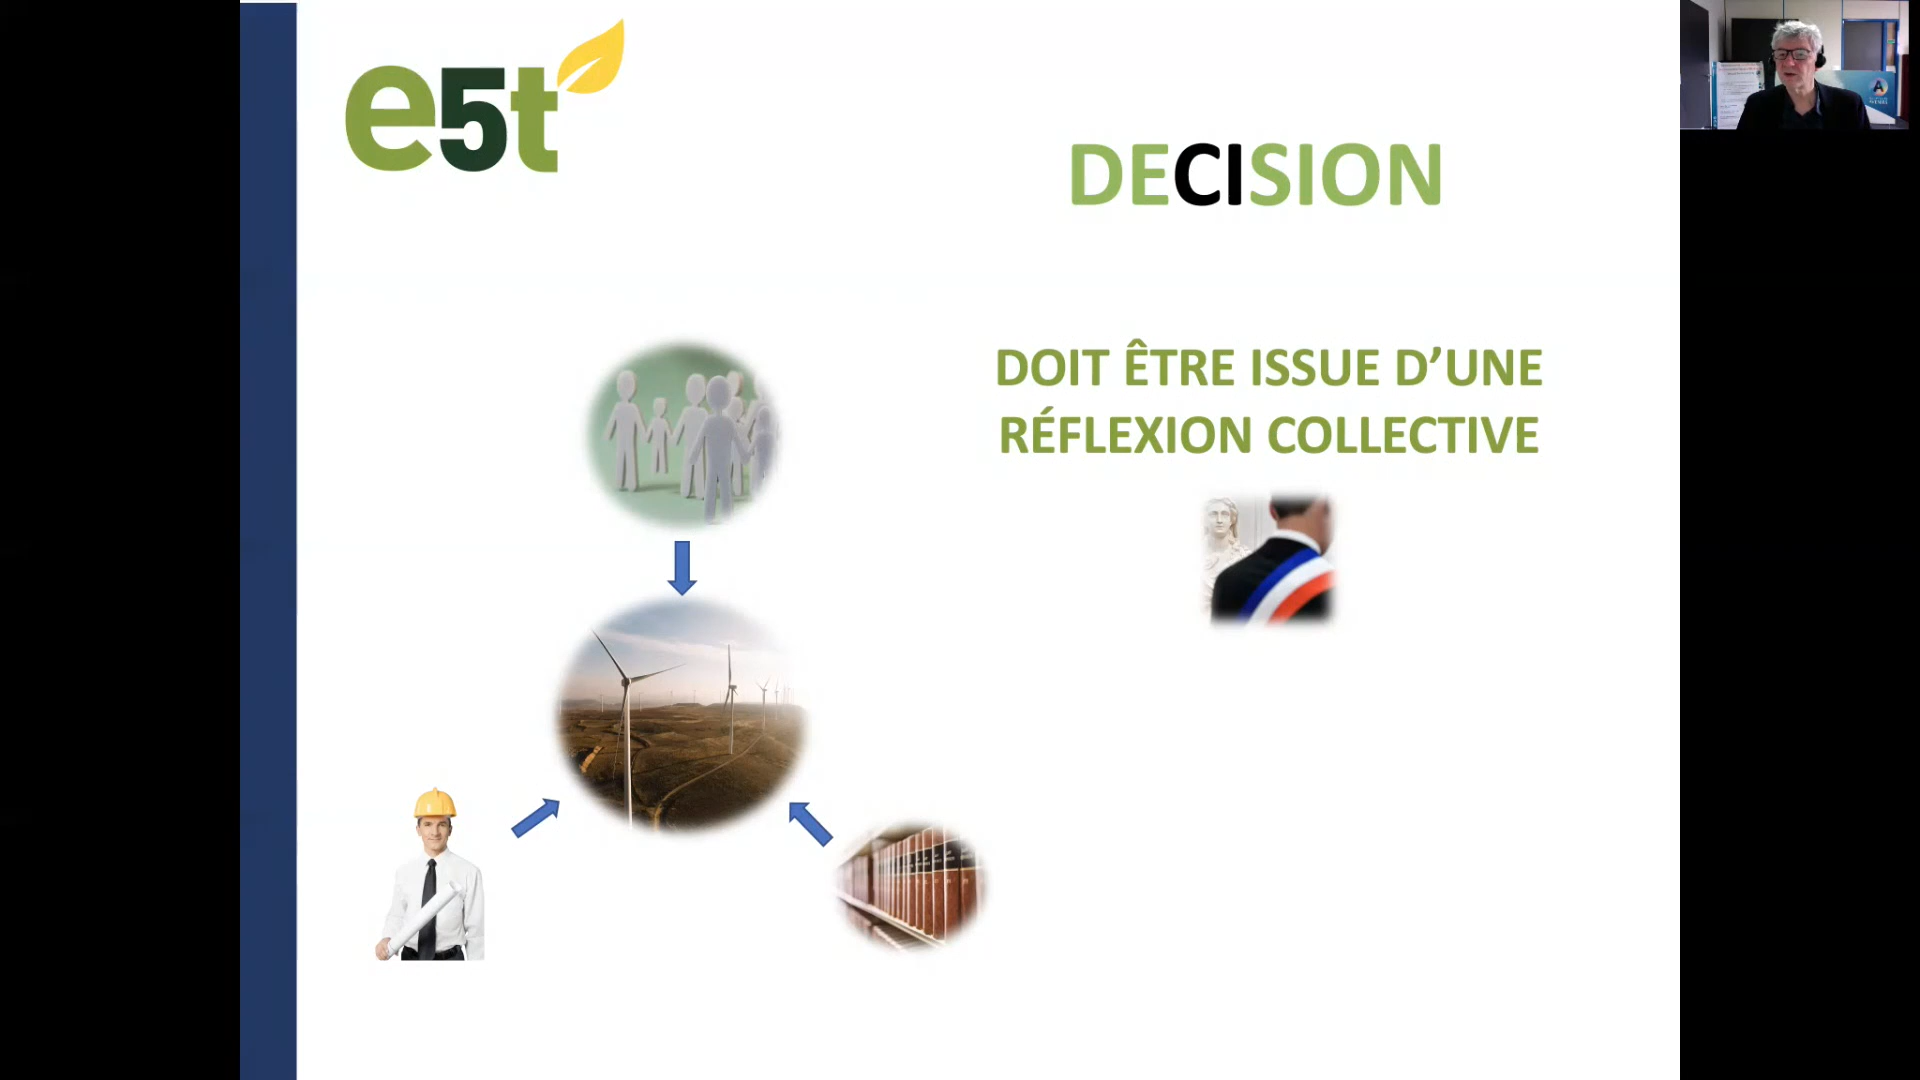 e5t
DECISION
DOIT ÊTRE ISSUE D’UNE
RÉFLEXION COLLECTIVE
A